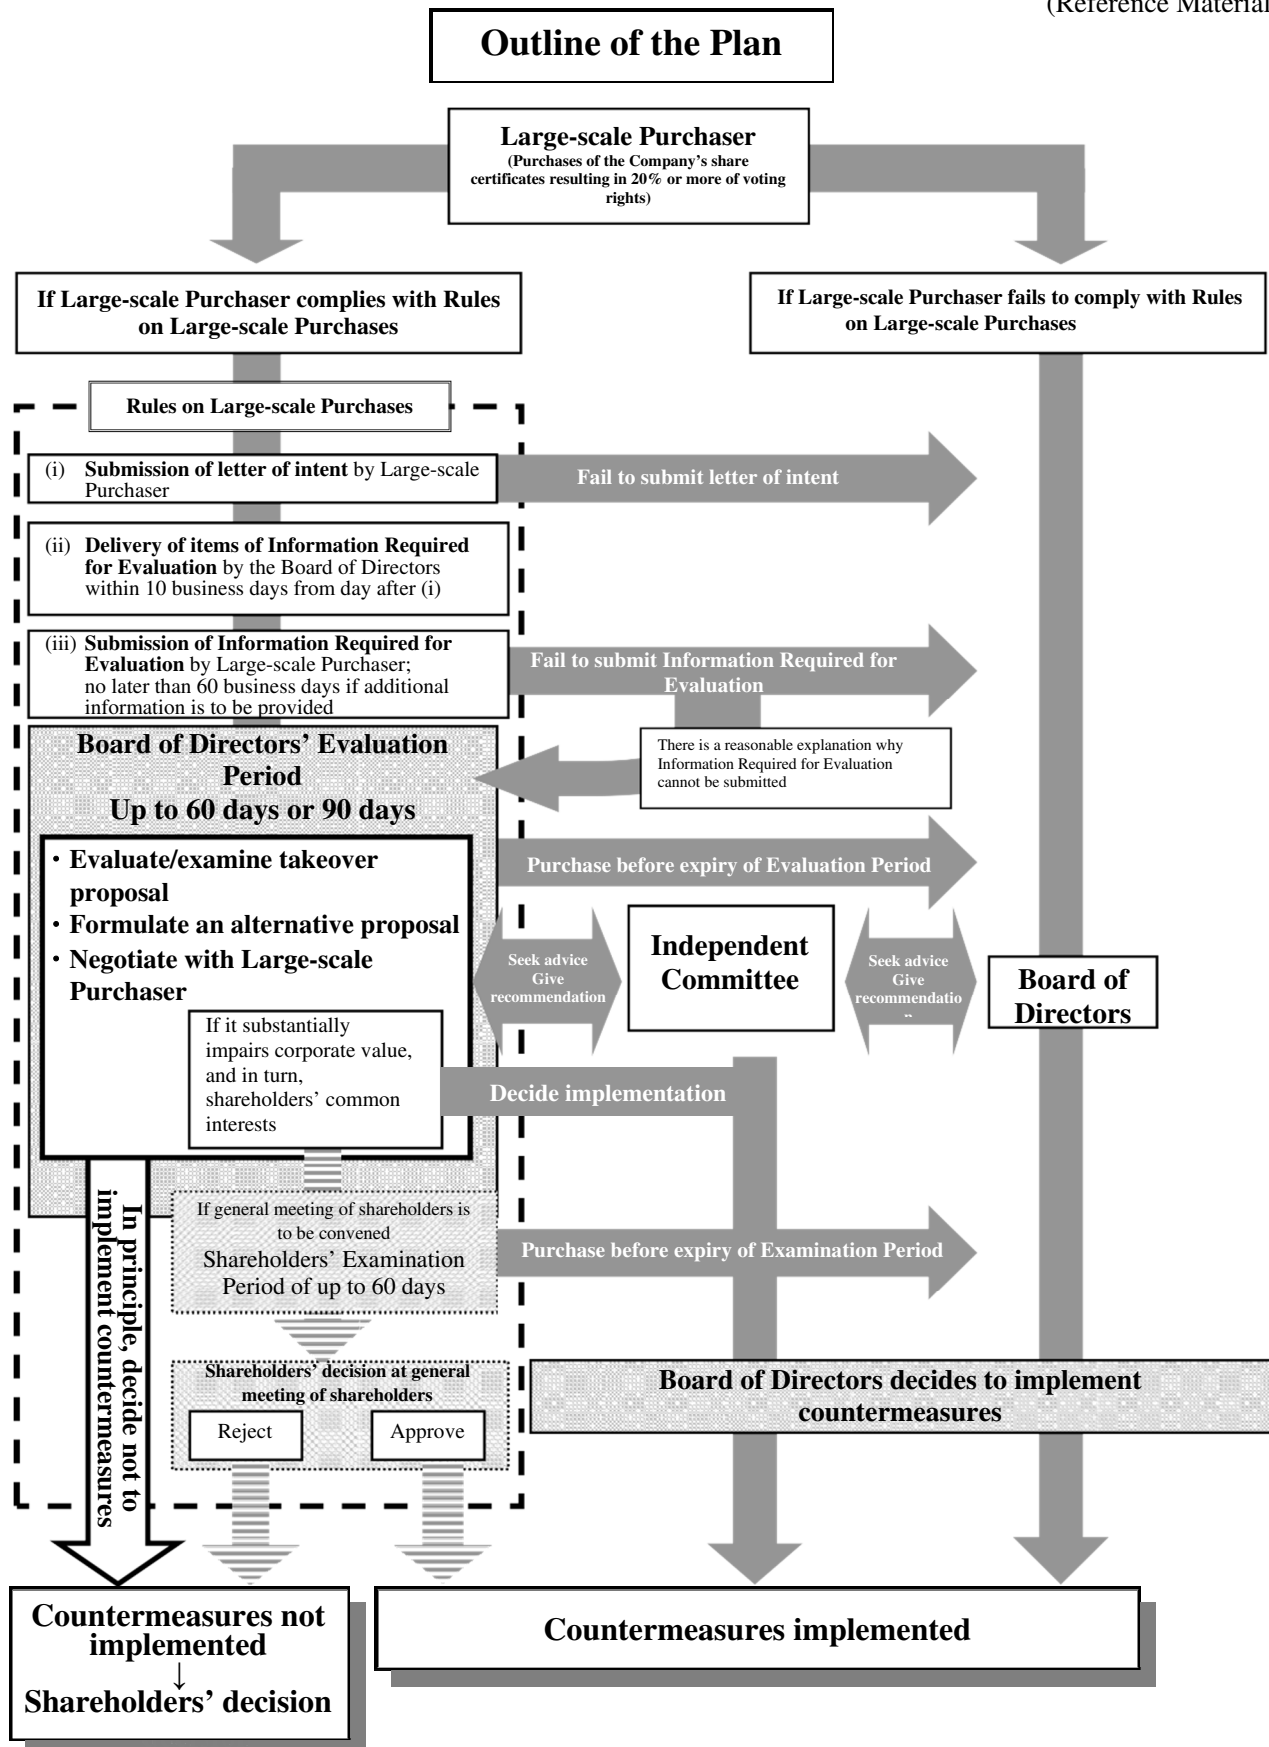 (Reference Material
Outline of the Plan
Large-scale Purchaser
(Purchases of the Company’s share
certificates resulting in 20% or more of voting
rights)
If Large-scale Purchaser complies with Rules
on Large-scale Purchases
If Large-scale Purchaser fails to comply with Rules
on Large-scale Purchases
Rules on Large-scale Purchases
(i) Submission of letter of intent by Large-scale
Purchaser
Fail to submit letter of intent
(ii) Delivery of items of Information Required
for Evaluation by the Board of Directors
within 10 business days from day after (i)
(iii) Submission of Information Required for
Evaluation by Large-scale Purchaser;
no later than 60 business days if additional
information is to be provided
Fail to submit Information Required for
Evaluation
There is a reasonable explanation why
Information Required for Evaluation
cannot be submitted
Board of Directors’ Evaluation
Period
Up to 60 days or 90 days
・Evaluate/examine takeover
proposal
・Formulate an alternative proposal
・Negotiate with Large-scale
Purchaser
Purchase before expiry of Evaluation Period
Seek advice
Give
recommendation
Independent
Committee
Seek advice
Give
recommendatio
n
Board of
Directors
If it substantially
impairs corporate value,
and in turn,
shareholders’ common
interests
Decide implementation
In principle, decide not to
implement countermeasures
If general meeting of shareholders is
to be convened
Shareholders’ Examination
Period of up to 60 days
Purchase before expiry of Examination Period
Shareholders’ decision at general
meeting of shareholders
Reject
Approve
Board of Directors decides to implement
countermeasures
Countermeasures not
implemented
↓
Shareholders’ decision
Countermeasures implemented